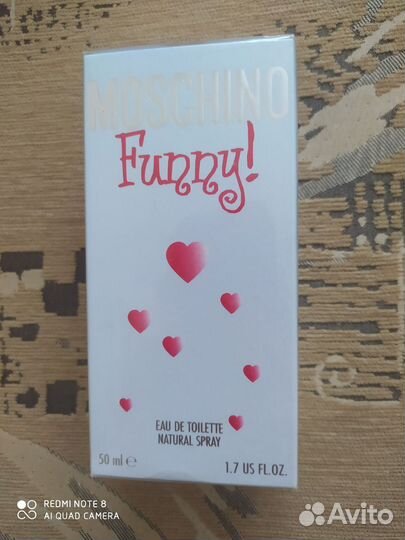 MOSCHINO
Funny!
EAU DE TOILETTE
NATURAL SPRAY
50 ml e 1.7 US FL.OZ.
REDMI NOTE 8
AI QUAD CAMERA
Avito